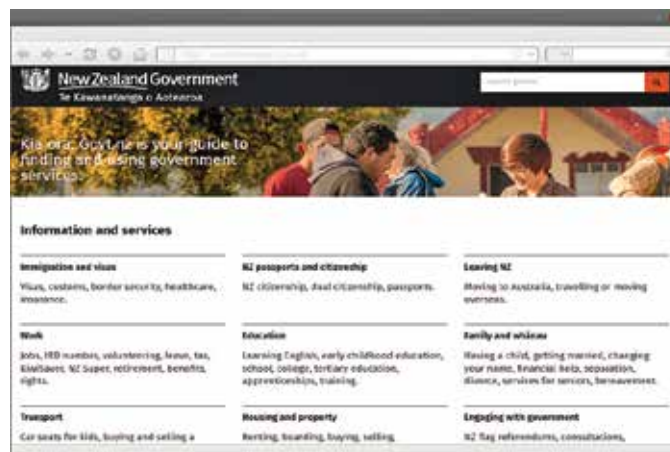 New Zealand Government
Te Kāwanatanga o Aotearoa
Kia ora. Govt.nz is your guide to
finding and using government
services.
Information and services
Immigration and visas
Visas, customs, border security, healthcare,
insurance.
NZ passports and citizenship
NZ citizenship, dual citizenship, passports.
Leaving NZ
Moving to Australia, travelling or moving
overseas.
Work
Jobs, IRD number, volunteering, leave, tax,
KiwiSaver, NZ Super, retirement, benefits,
rights.
Education
Learning English, early childhood education,
school, college, tertiary education,
apprenticeships, training.
Family and whānau
Having a child, getting married, changing
your name, financial help, separation,
divorce, services for seniors, bereavement.
Transport
Car seats for kids, buying and selling a
Housing and property
Renting, boarding, buying, selling,
Engaging with government
NZ flag referendums, consultations,